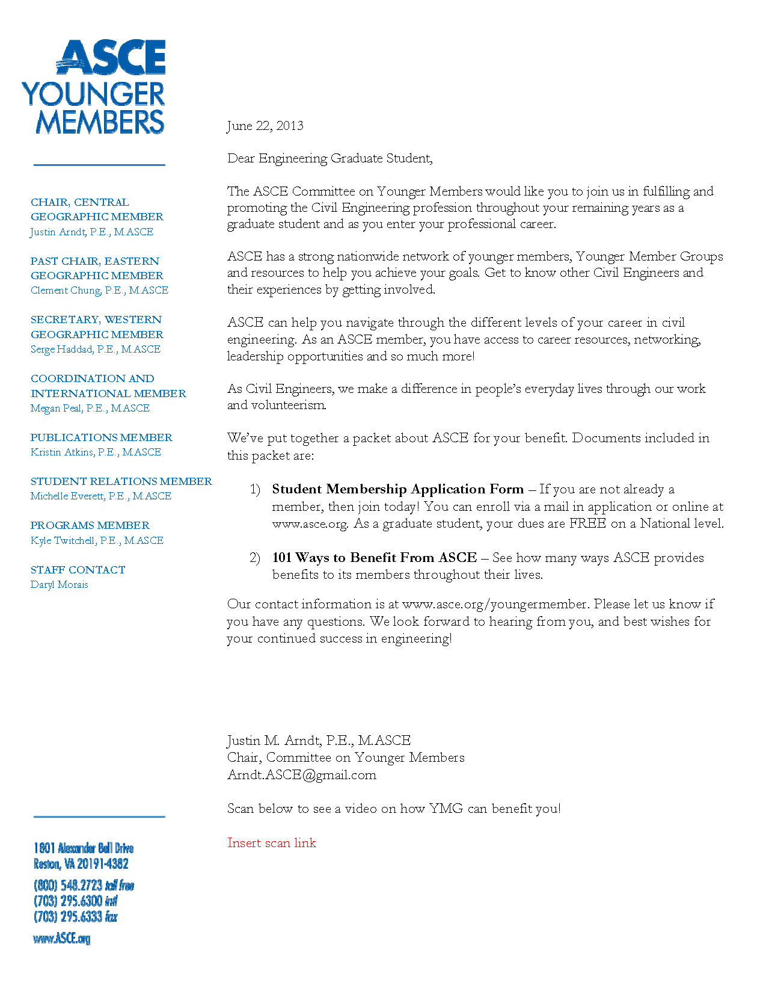 ASCE
YOUNGER
MEMBERS
CHAIR, CENTRAL
GEOGRAPHIC MEMBER
Justin Arndt, P.E., M.ASCE
PAST CHAIR, EASTERN
GEOGRAPHIC MEMBER
Clement Chung, P.E., M.ASCE
SECRETARY, WESTERN
GEOGRAPHIC MEMBER
Serge Haddad, P.E., M.ASCE
COORDINATION AND
INTERNATIONAL MEMBER
Megan Peal, P.E., M.ASCE
PUBLICATIONS MEMBER
Kristin Atkins, P.E., M.ASCE
STUDENT RELATIONS MEMBER
Michelle Everett, P.E., M.ASCE
PROGRAMS MEMBER
Kyle Twitchell, P.E., M.ASCE
STAFF CONTACT
Daryl Morais
1801 Alexander Bell Drive
Reston, VA 20191-4382
(800) 548.2723 toll free
(703) 295.6300 intl
(703) 295.6333 fax
www.ASCE.org
June 22, 2013
Dear Engineering Graduate Student,
The ASCE Committee on Younger Members would like you to join us in fulfilling and
promoting the Civil Engineering profession throughout your remaining years as a
graduate student and as you enter your professional career.
ASCE has a strong nationwide network of younger members, Younger Member Groups
and resources to help you achieve your goals. Get to know other Civil Engineers and
their experiences by getting involved.
ASCE can help you navigate through the different levels of your career in civil
engineering. As an ASCE member, you have access to career resources, networking,
leadership opportunities and so much more!
As Civil Engineers, we make a difference in people’s everyday lives through our work
and volunteerism.
We’ve put together a packet about ASCE for your benefit. Documents included in
this packet are:
1) Student Membership Application Form – If you are not already a
member, then join today! You can enroll via a mail in application or online at
www.asce.org. As a graduate student, your dues are FREE on a National level.
2) 101 Ways to Benefit From ASCE – See how many ways ASCE provides
benefits to its members throughout their lives.
Our contact information is at www.asce.org/youngermember. Please let us know if
you have any questions. We look forward to hearing from you, and best wishes for
your continued success in engineering!
Justin M. Arndt, P.E., M.ASCE
Chair, Committee on Younger Members
Arndt.ASCE@gmail.com
Scan below to see a video on how YMG can benefit you!
Insert scan link